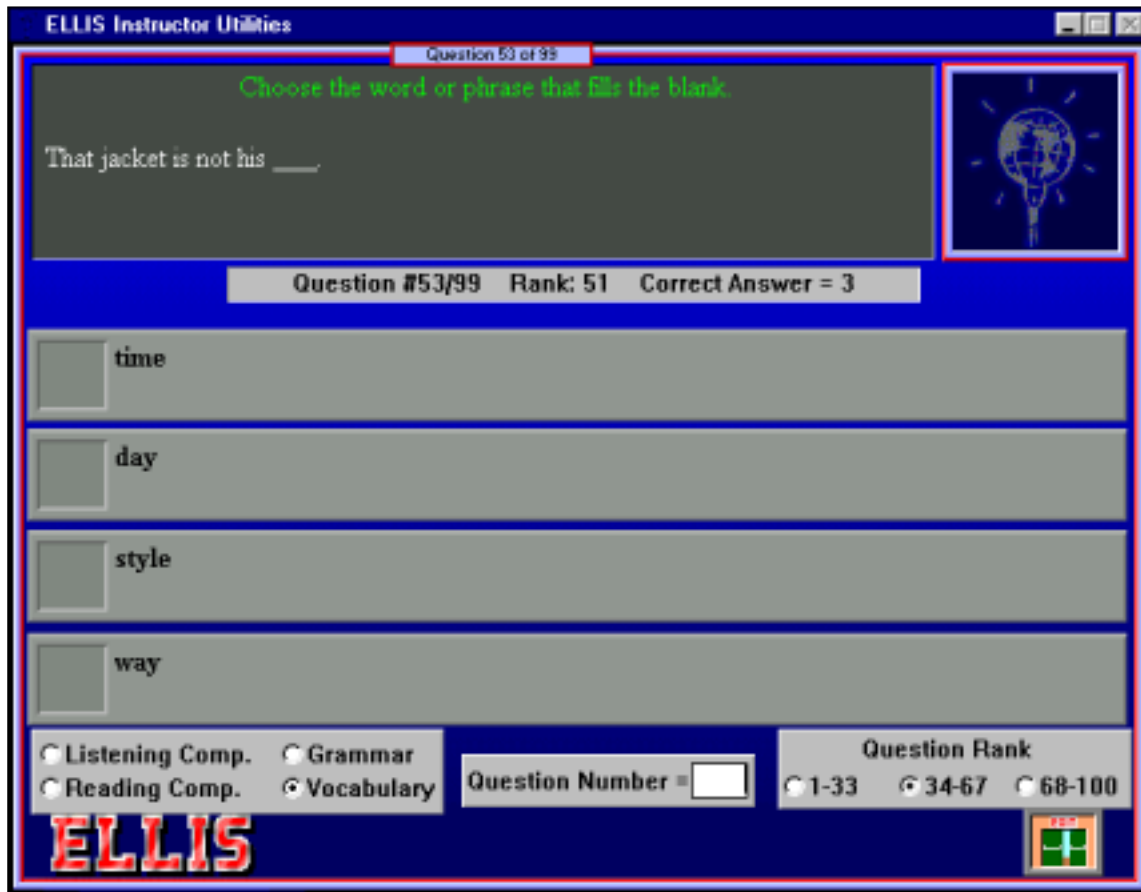 ELLIS Instructor Utilities
Question 53 of 99
Choose the word or phrase that fills the blank.
That jacket is not his ____.
Question #53/99 Rank: 51 Correct Answer = 3
time
day
style
way
Listening Comp. Grammar
Reading Comp. Vocabulary
Question Number =
Question Rank
1-33 34-67 68-100
ELLIS
EXIT